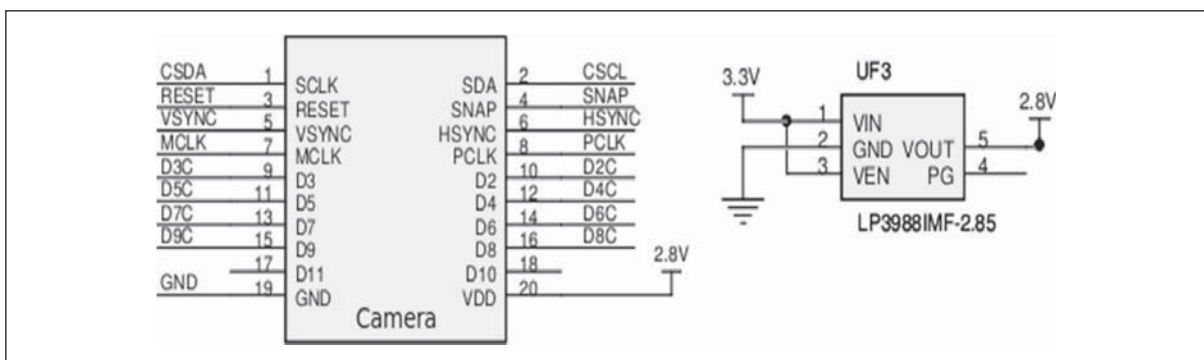 CSDA 1 SCLK SDA 2 CSCL
RESET 3 RESET SNAP 4 SNAP
VSYNC 5 VSYNC HSYNC 6 HSYNC
MCLK 7 MCLK PCLK 8 PCLK
D3C 9 D3 D2 10 D2C
D5C 11 D5 D4 12 D4C
D7C 13 D7 D6 14 D6C
D9C 15 D9 D8 16 D8C
17 D11 D10 18
GND 19 GND VDD 20 2.8V
Camera
UF3
3.3V 2.8V
1 VIN
2 GND VOUT 5
3 VEN PG 4
LP3988IMF-2.85